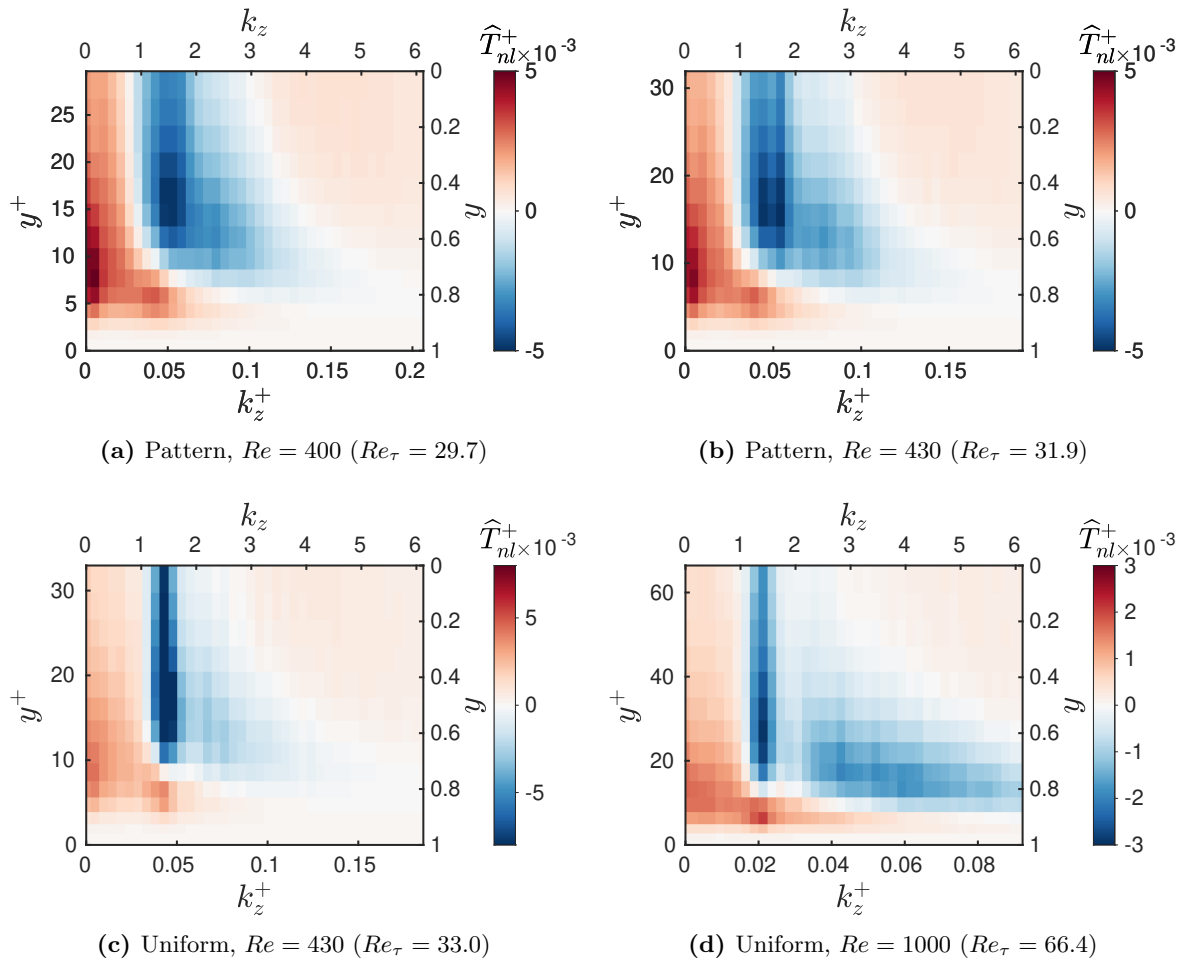 k_z
0 1 2 3 4 5 6
\widehat{T}_{nl}^{+} ×10^{-3}
25
20
15
10
5
0
y^+
0
0.2
0.4
0.6
0.8
1
y
5
0
-5
0 0.05 0.1 0.15 0.2
k_z^+
(a) Pattern, Re = 400 (Re_τ = 29.7)
k_z
0 1 2 3 4 5 6
\widehat{T}_{nl}^{+} ×10^{-3}
30
20
10
0
y^+
0
0.2
0.4
0.6
0.8
1
y
5
0
-5
0 0.05 0.1 0.15
k_z^+
(b) Pattern, Re = 430 (Re_τ = 31.9)
k_z
0 1 2 3 4 5 6
\widehat{T}_{nl}^{+} ×10^{-3}
30
20
10
0
y^+
0
0.2
0.4
0.6
0.8
1
y
5
0
-5
0 0.05 0.1 0.15
k_z^+
(c) Uniform, Re = 430 (Re_τ = 33.0)
k_z
0 1 2 3 4 5 6
\widehat{T}_{nl}^{+} ×10^{-3}
60
40
20
0
y^+
0
0.2
0.4
0.6
0.8
1
y
3
2
1
0
-1
-2
-3
0 0.02 0.04 0.06 0.08
k_z^+
(d) Uniform, Re = 1000 (Re_τ = 66.4)